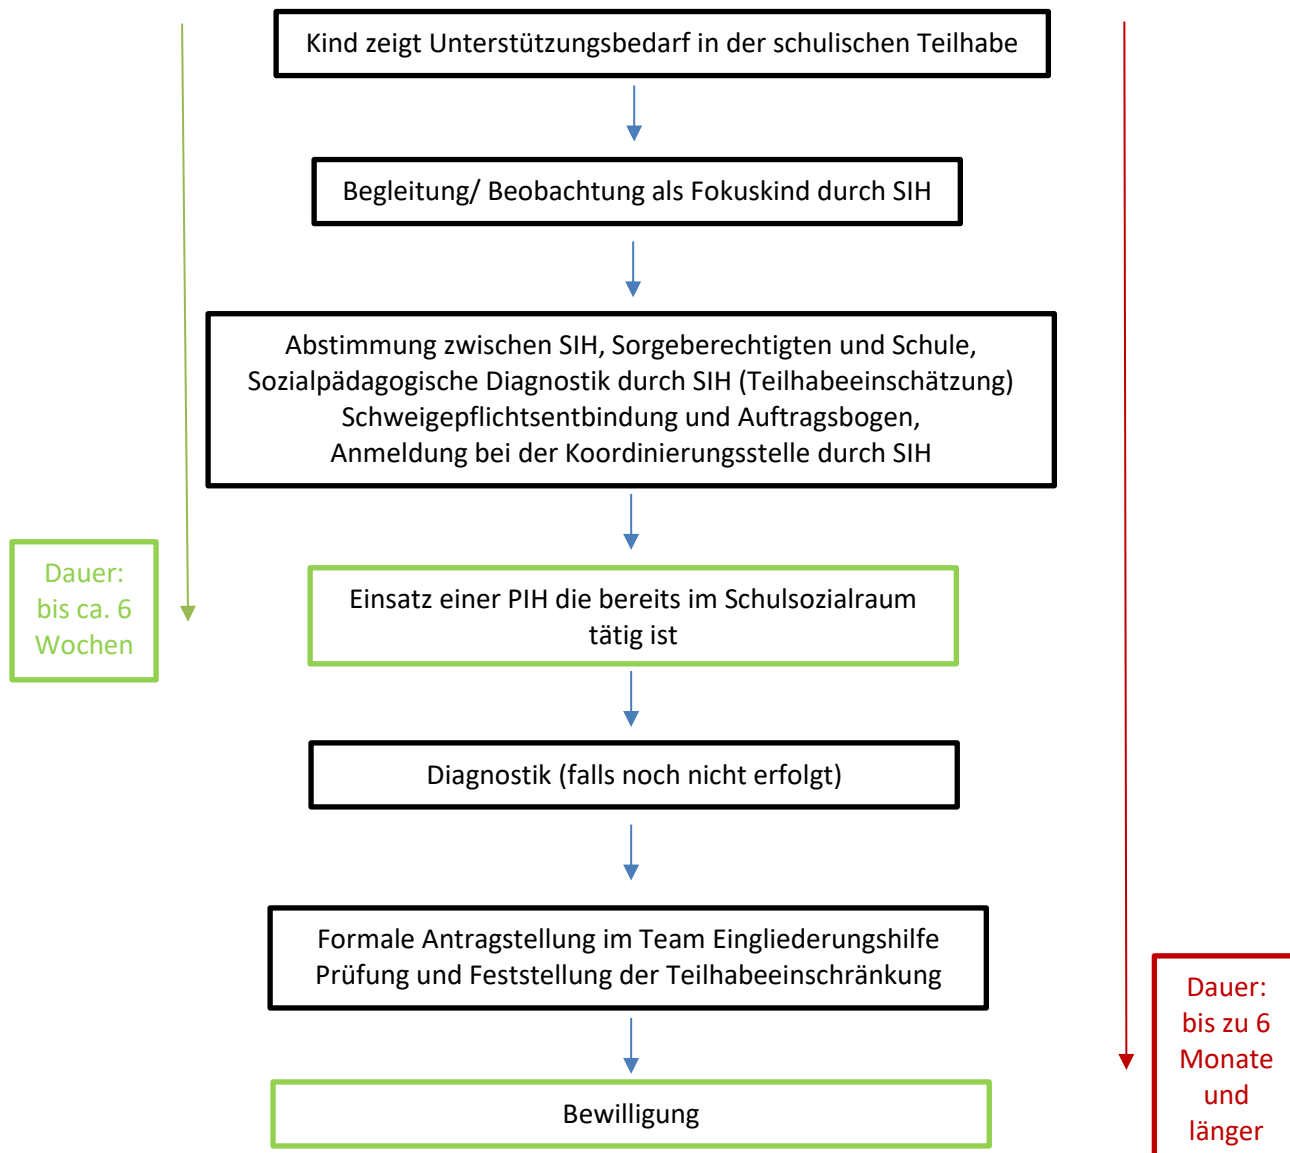 Kind zeigt Unterstützungsbedarf in der schulischen Teilhabe
Begleitung/ Beobachtung als Fokuskind durch SIH
Abstimmung zwischen SIH, Sorgeberechtigten und Schule,
Sozialpädagogische Diagnostik durch SIH (Teilhabeeinschätzung)
Schweigepflichtsentbindung und Auftragsbogen,
Anmeldung bei der Koordinierungsstelle durch SIH
Dauer:
bis ca. 6
Wochen
Einsatz einer PIH die bereits im Schulsozialraum
tätig ist
Diagnostik (falls noch nicht erfolgt)
Formale Antragstellung im Team Eingliederungshilfe
Prüfung und Feststellung der Teilhabeeinschränkung
Dauer:
bis zu 6
Monate
und
länger
Bewilligung